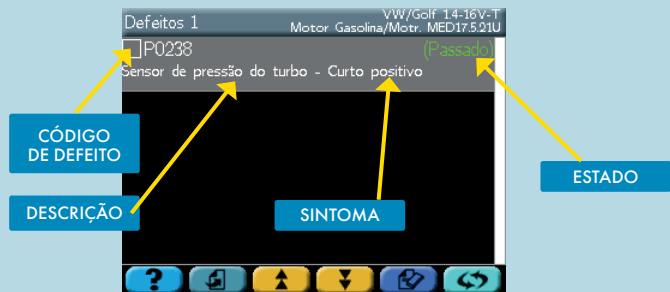 Defeitos 1
VW/Golf 1.4-16V-T
Motor Gasolina/Motr. MED17.5.21U
P0238
(Passado)
Sensor de pressão do turbo - Curto positivo
CÓDIGO
DE DEFEITO
ESTADO
DESCRIÇÃO
SINTOMA
?